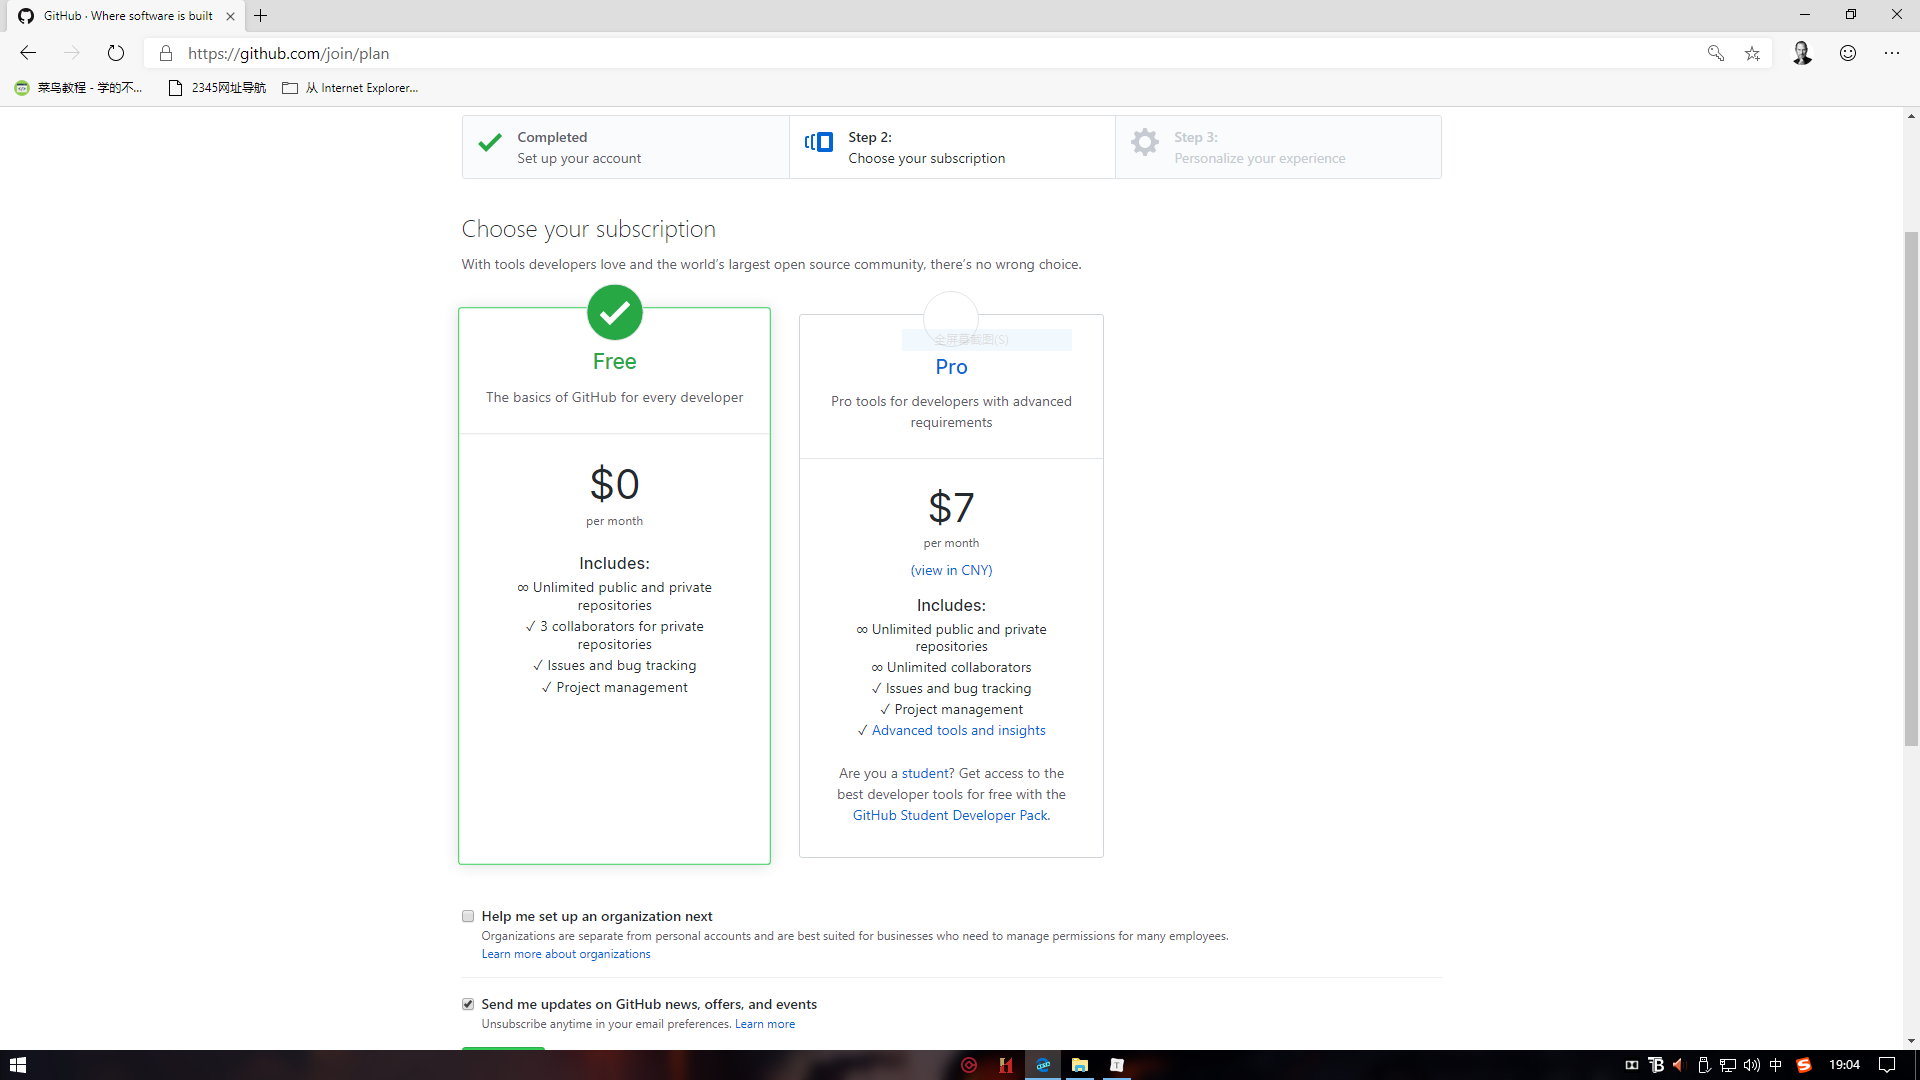 GitHub · Where software is built
https://github.com/join/plan
菜鸟教程 - 学的不...
2345网址导航
从 Internet Explorer...
Completed
Set up your account
Step 2:
Choose your subscription
Step 3:
Personalize your experience
Choose your subscription
With tools developers love and the world's largest open source community, there's no wrong choice.
Free
The basics of GitHub for every developer
$0
per month
Includes:
∞ Unlimited public and private
repositories
✓ 3 collaborators for private
repositories
✓ Issues and bug tracking
✓ Project management
全屏幕截图(S)
Pro
Pro tools for developers with advanced
requirements
$7
per month
(view in CNY)
Includes:
∞ Unlimited public and private
repositories
∞ Unlimited collaborators
✓ Issues and bug tracking
✓ Project management
✓ Advanced tools and insights
Are you a student? Get access to the
best developer tools for free with the
GitHub Student Developer Pack.
Help me set up an organization next
Organizations are separate from personal accounts and are best suited for businesses who need to manage permissions for many employees.
Learn more about organizations
Send me updates on GitHub news, offers, and events
Unsubscribe anytime in your email preferences. Learn more
中
19:04